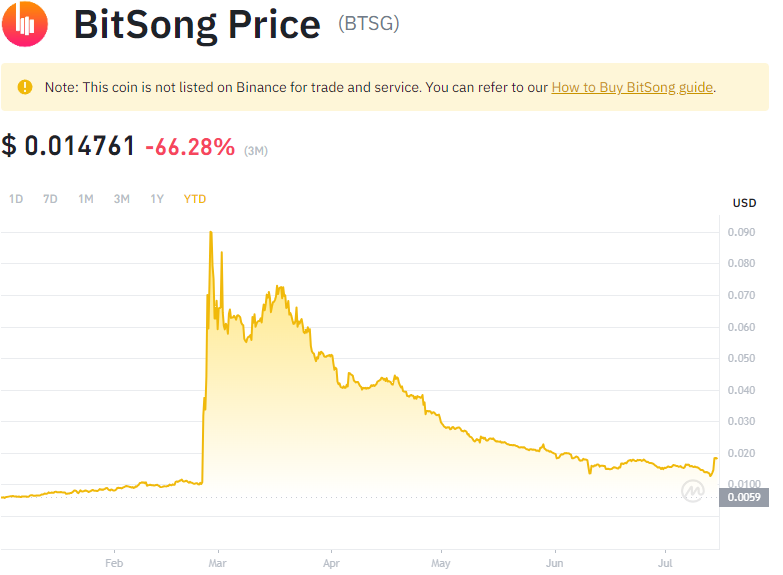 BitSong Price (BTSG)
Note: This coin is not listed on Binance for trade and service. You can refer to our How to Buy BitSong guide.
$ 0.014761 -66.28% (3M)
1D 7D 1M 3M 1Y YTD
USD
0.090
0.080
0.070
0.060
0.050
0.040
0.030
0.020
0.0100
0.0059
Feb Mar Apr May Jun Jul